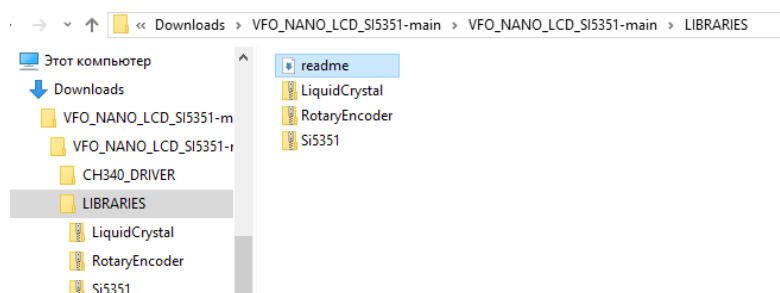 « Downloads › VFO_NANO_LCD_SI5351-main › VFO_NANO_LCD_SI5351-main › LIBRARIES
Этот компьютер
Downloads
VFO_NANO_LCD_SI5351-m
VFO_NANO_LCD_SI5351-r
CH340_DRIVER
LIBRARIES
LiquidCrystal
RotaryEncoder
Si5351
readme
LiquidCrystal
RotaryEncoder
Si5351